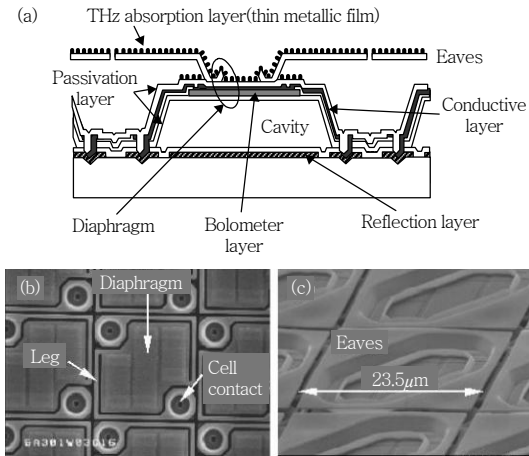 (a)
THz absorption layer(thin metallic film)
Eaves
Passivation
layer
Conductive
layer
Cavity
Diaphragm
Bolometer
layer
Reflection layer
(b)
Diaphragm
Leg
Cell
contact
(c)
Eaves
23.5μm